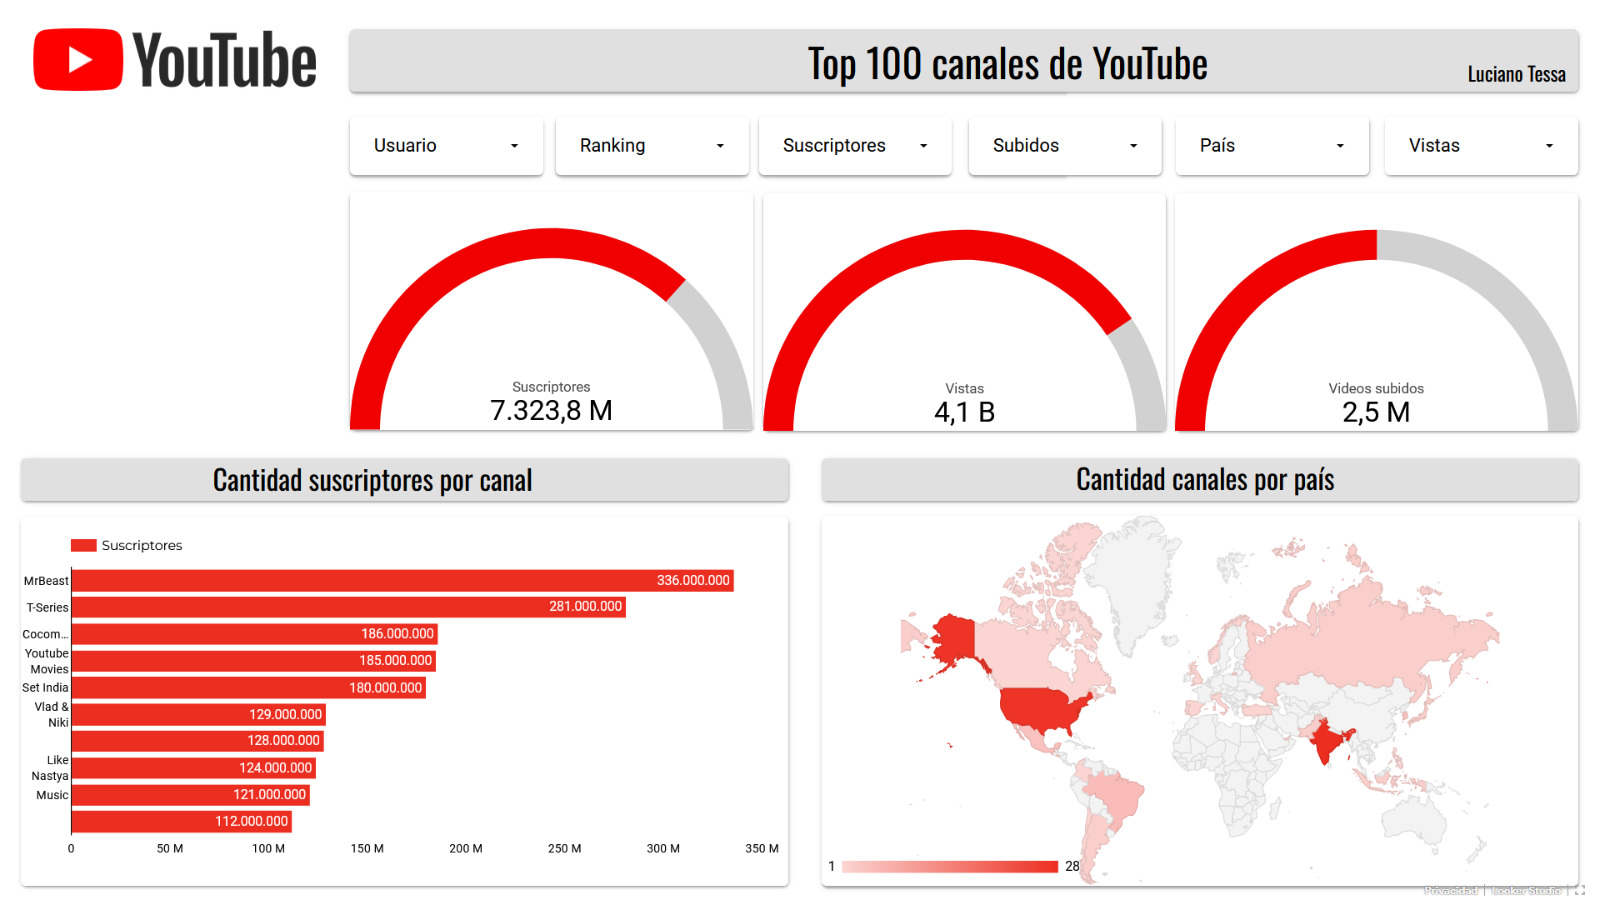 YouTube
Top 100 canales de YouTube
Luciano Tessa
Usuario
Ranking
Suscriptores
Subidos
País
Vistas
Suscriptores
7.323,8 M
Vistas
4,1 B
Videos subidos
2,5 M
Cantidad suscriptores por canal
Cantidad canales por país
Suscriptores
MrBeast
336.000.000
T-Series
281.000.000
Cocom...
186.000.000
Youtube
Movies
185.000.000
Set India
180.000.000
Vlad &
Niki
129.000.000
128.000.000
Like
Nastya
124.000.000
Music
121.000.000
112.000.000
0
50 M
100 M
150 M
200 M
250 M
300 M
350 M
1
28
Privacidad
Looker Studio